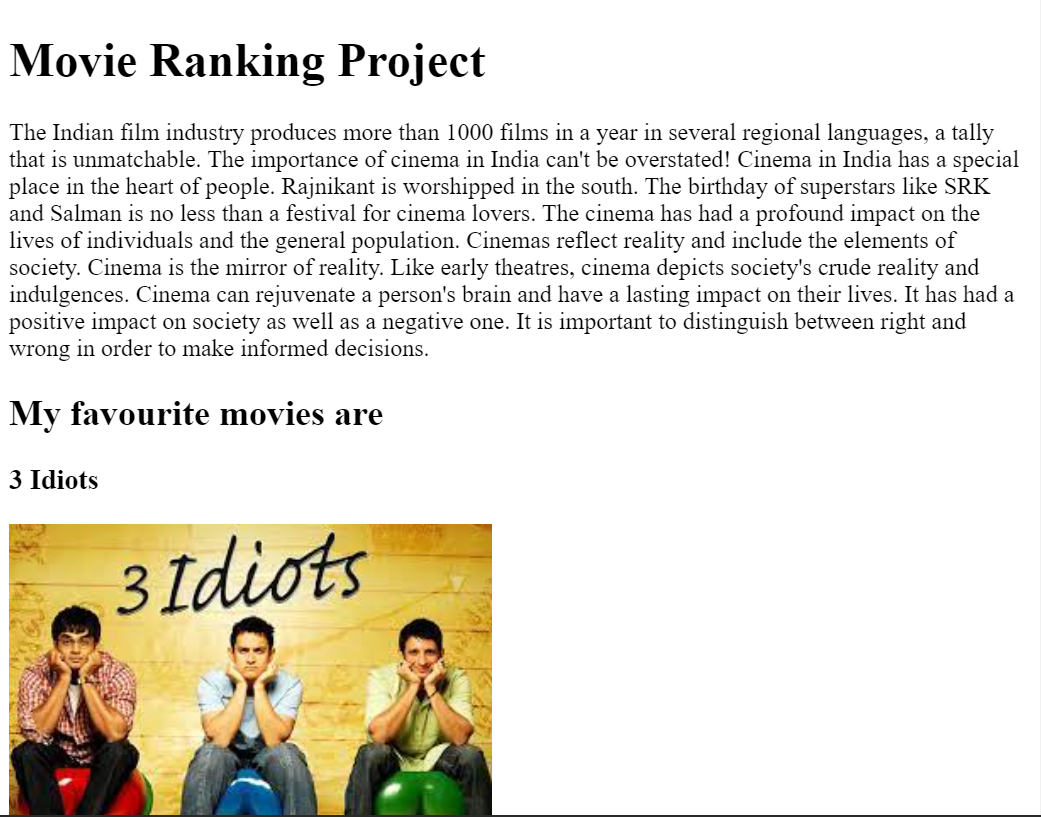 Movie Ranking Project
The Indian film industry produces more than 1000 films in a year in several regional languages, a tally
that is unmatchable. The importance of cinema in India can't be overstated! Cinema in India has a special
place in the heart of people. Rajnikant is worshipped in the south. The birthday of superstars like SRK
and Salman is no less than a festival for cinema lovers. The cinema has had a profound impact on the
lives of individuals and the general population. Cinemas reflect reality and include the elements of
society. Cinema is the mirror of reality. Like early theatres, cinema depicts society's crude reality and
indulgences. Cinema can rejuvenate a person's brain and have a lasting impact on their lives. It has had a
positive impact on society as well as a negative one. It is important to distinguish between right and
wrong in order to make informed decisions.
My favourite movies are
3 Idiots
3 Idiots